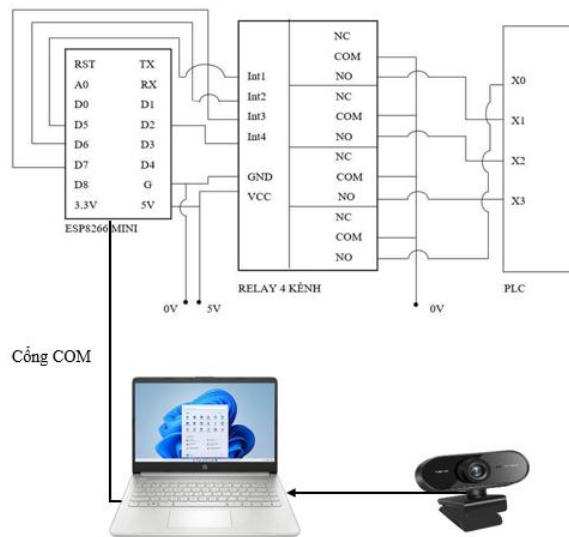 RST TX
A0 RX
D0 D1
D5 D2
D6 D3
D7 D4
D8 G
3.3V 5V
ESP8266 MINI
Int1
Int2
Int3
Int4
GND
VCC
NC
COM
NO
NC
COM
NO
NC
COM
NO
NC
COM
NO
RELAY 4 KÊNH
X0
X1
X2
X3
PLC
0V 5V
0V
Cổng COM